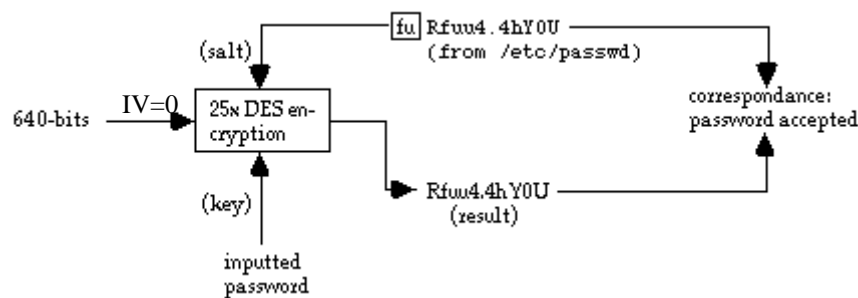 fu Rfuu4.4hY0U
(salt)
(from /etc/passwd)
640-bits
IV=0
25x DES en-
cryption
correspondance:
password accepted
(key)
Rfuu4.4hY0U
(result)
inputted
password